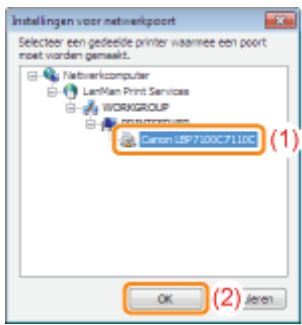 Instellingen voor netwerkpoort
Selecteer een gedeelde printer waarmee een poort
moet worden gemaakt.
Netwerkcomputer
LanMan Print Services
WORKGROUP
Canon LBP7100C7110C
(1)
OK
(2)